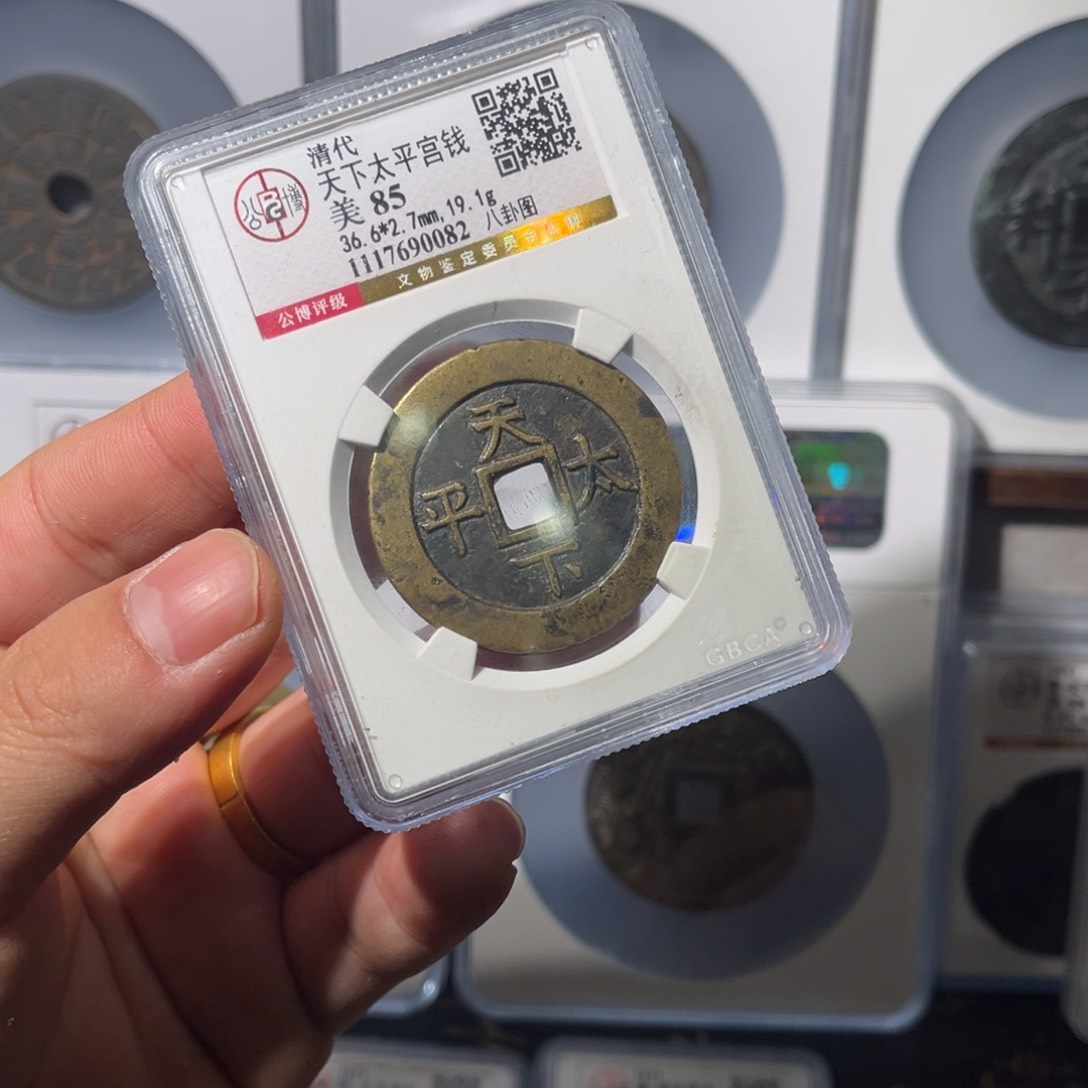 清代
天下太平宫钱
美 85
36.6*2.7mm,19.1g
1117690082 八卦图
公博评级
文物鉴定委员会监制
公博
天
太
平
下
GBCA